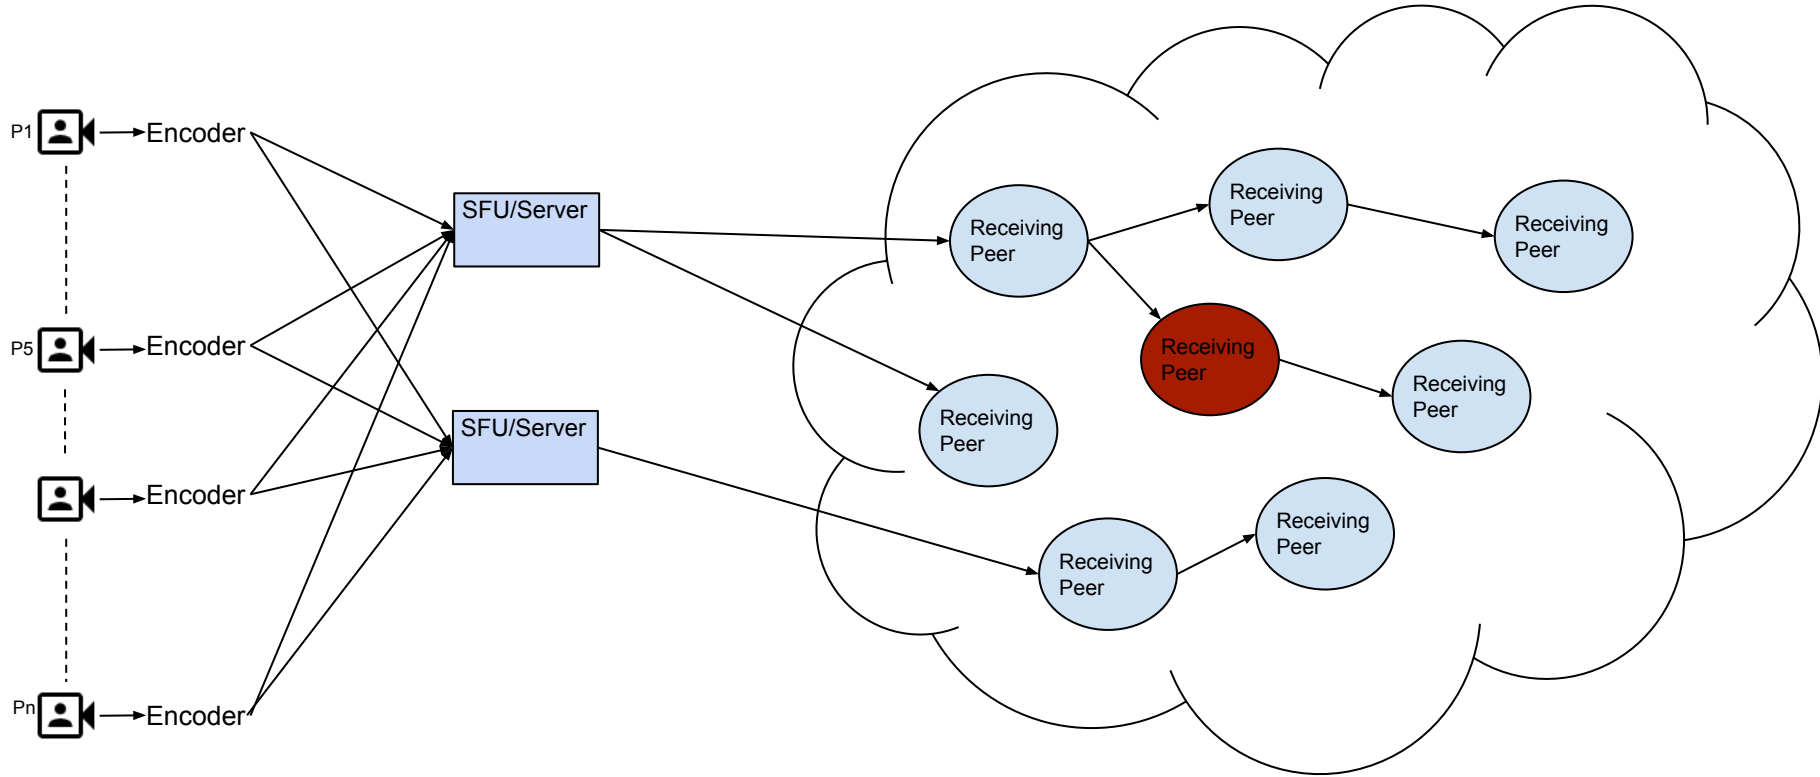 P1
Encoder
P5
Encoder
Encoder
Pn
Encoder
SFU/Server
SFU/Server
Receiving
Peer
Receiving
Peer
Receiving
Peer
Receiving
Peer
Receiving
Peer
Receiving
Peer
Receiving
Peer
Receiving
Peer